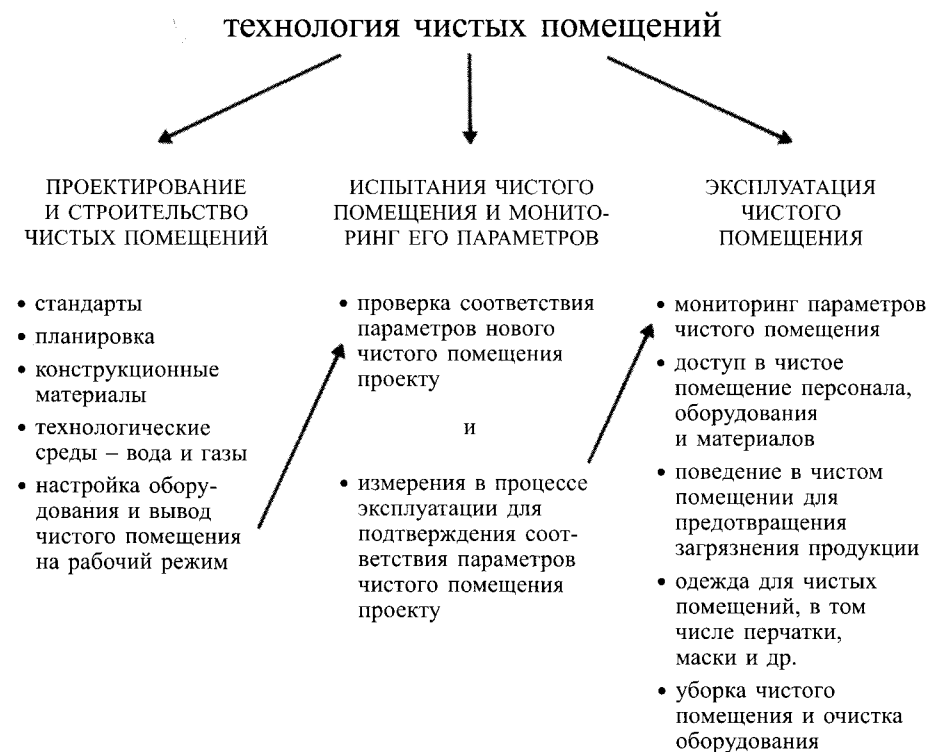 технология чистых помещений
ПРОЕКТИРОВАНИЕ
И СТРОИТЕЛЬСТВО
ЧИСТЫХ ПОМЕЩЕНИЙ
• стандарты
• планировка
• конструкционные
материалы
• технологические
среды – вода и газы
• настройка обору-
дования и вывод
чистого помещения
на рабочий режим
ИСПЫТАНИЯ ЧИСТОГО
ПОМЕЩЕНИЯ И МОНИТО-
РИНГ ЕГО ПАРАМЕТРОВ
• проверка соответствия
параметров нового
чистого помещения
проекту
и
• измерения в процессе
эксплуатации для
подтверждения соот-
ветствия параметров
чистого помещения
проекту
ЭКСПЛУАТАЦИЯ
ЧИСТОГО
ПОМЕЩЕНИЯ
• мониторинг параметров
чистого помещения
• доступ в чистое
помещение персонала,
оборудования
и материалов
• поведение в чистом
помещении для
предотвращения
загрязнения продукции
• одежда для чистых
помещений, в том
числе перчатки,
маски и др.
• уборка чистого
помещения и очистка
оборудования